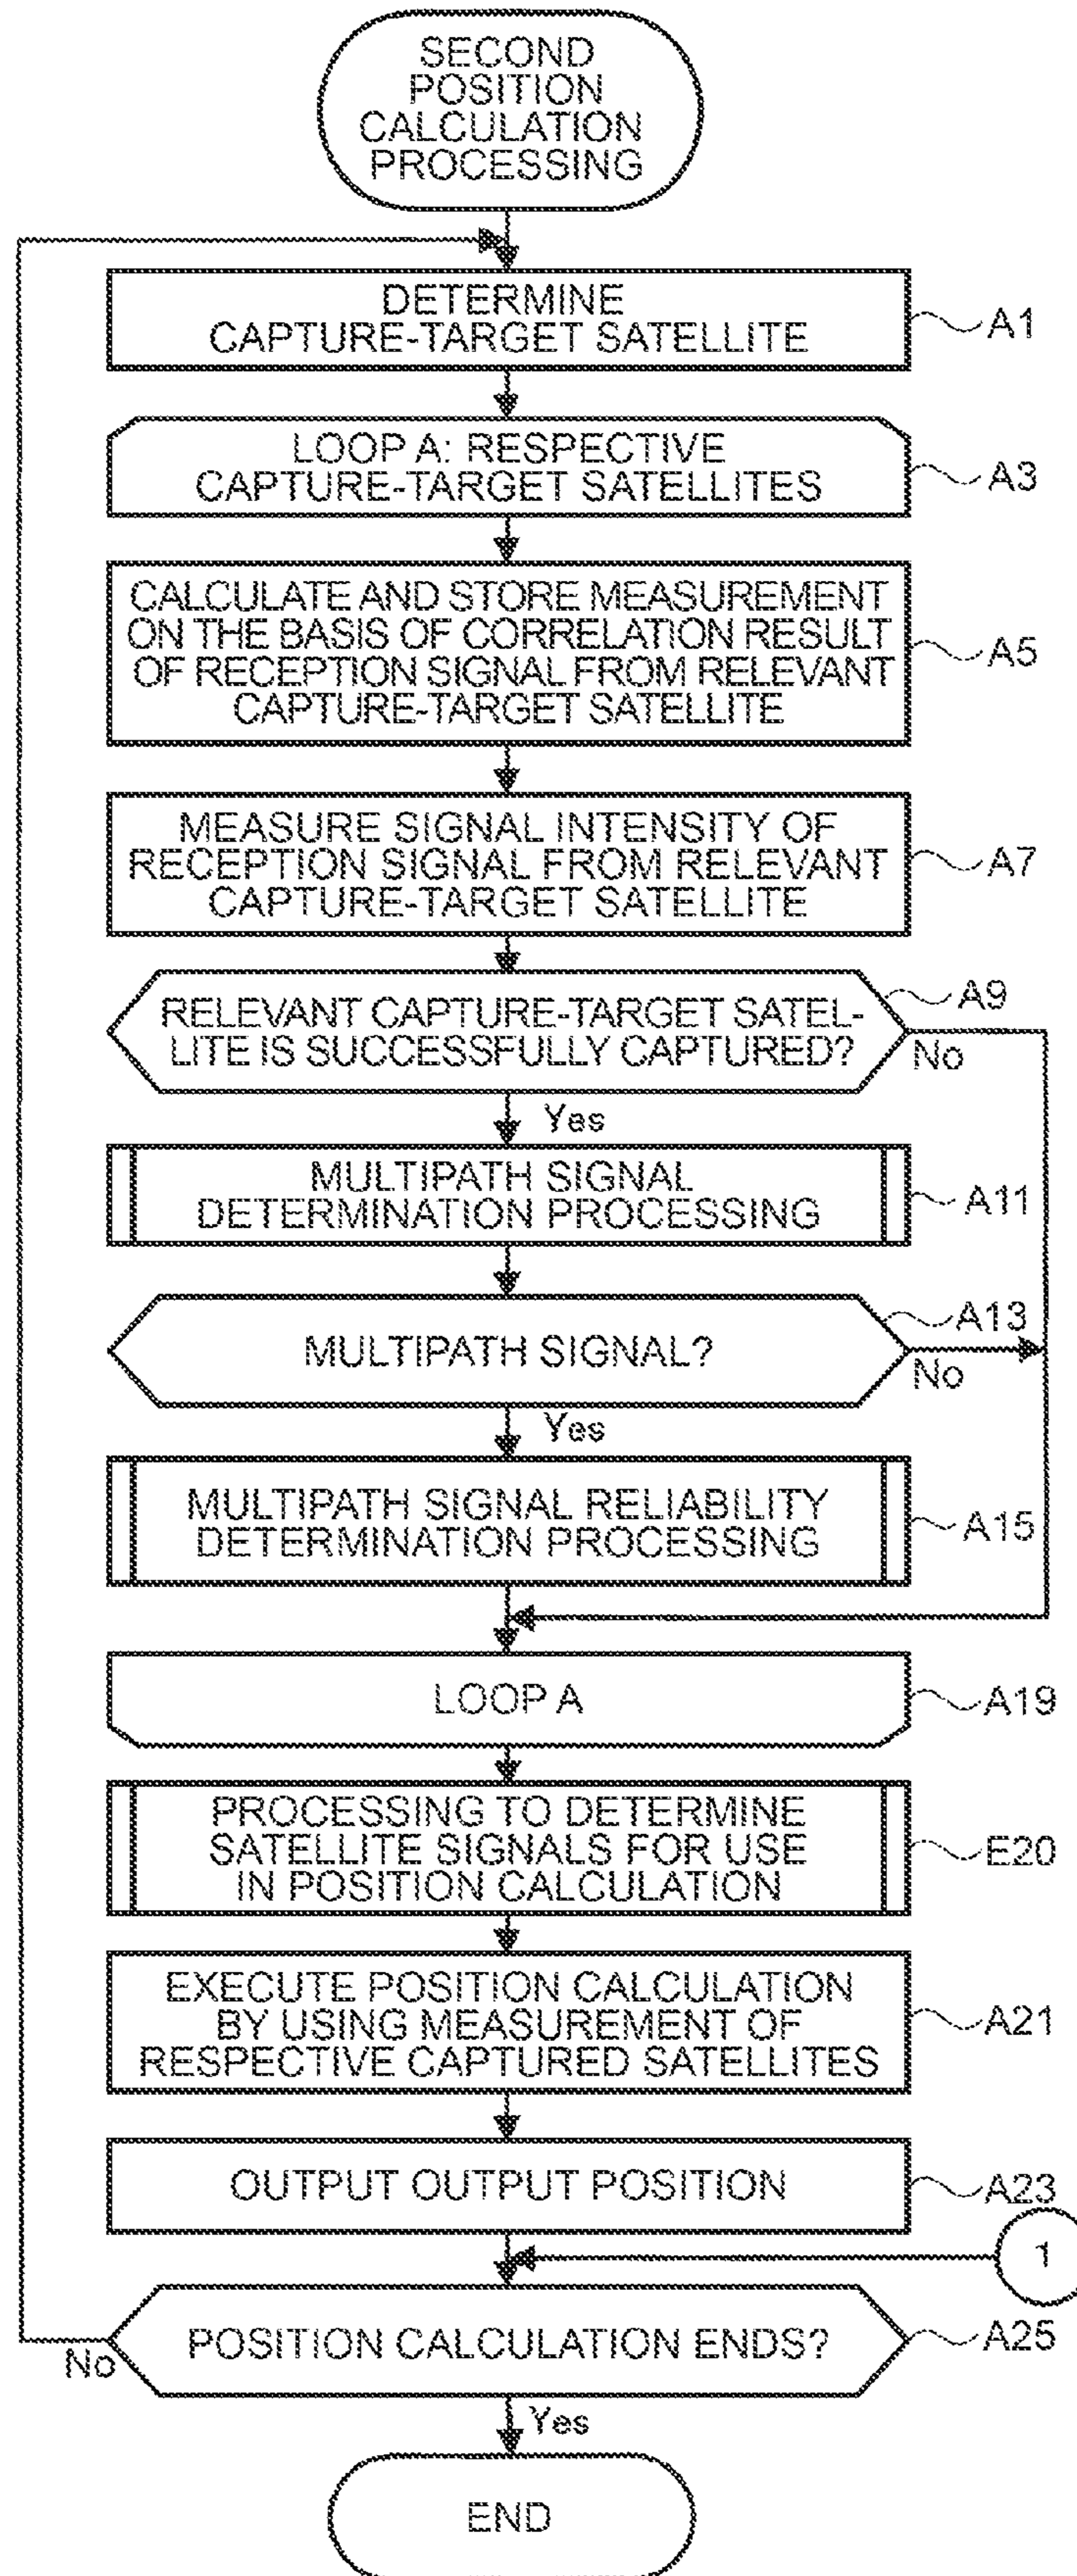 SECOND
POSITION
CALCULATION
PROCESSING
DETERMINE
CAPTURE-TARGET SATELLITE
A1
LOOP A: RESPECTIVE
CAPTURE-TARGET SATELLITES
A3
CALCULATE AND STORE MEASUREMENT
ON THE BASIS OF CORRELATION RESULT
OF RECEPTION SIGNAL FROM RELEVANT
CAPTURE-TARGET SATELLITE
A5
MEASURE SIGNAL INTENSITY OF
RECEPTION SIGNAL FROM RELEVANT
CAPTURE-TARGET SATELLITE
A7
RELEVANT CAPTURE-TARGET SATEL-
LITE IS SUCCESSFULLY CAPTURED?
A9
No
Yes
MULTIPATH SIGNAL
DETERMINATION PROCESSING
A11
MULTIPATH SIGNAL?
A13
No
Yes
MULTIPATH SIGNAL RELIABILITY
DETERMINATION PROCESSING
A15
LOOP A
A19
PROCESSING TO DETERMINE
SATELLITE SIGNALS FOR USE
IN POSITION CALCULATION
E20
EXECUTE POSITION CALCULATION
BY USING MEASUREMENT OF
RESPECTIVE CAPTURED SATELLITES
A21
OUTPUT OUTPUT POSITION
A23
1
POSITION CALCULATION ENDS?
A25
No
Yes
END